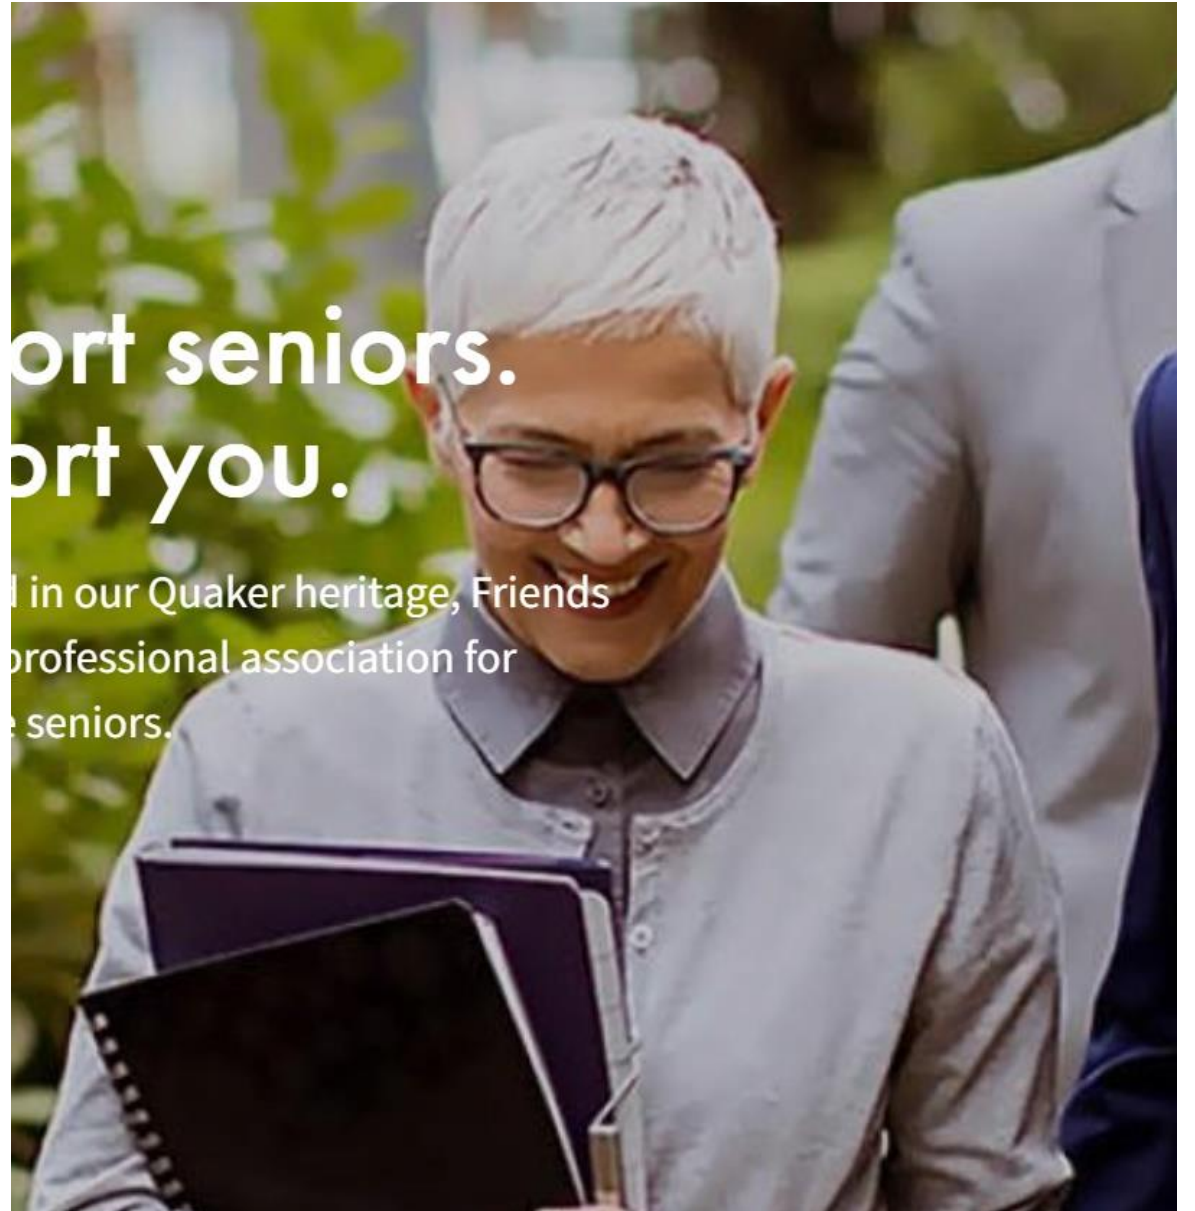 ort seniors.
ort you.
in our Quaker heritage, Friends
professional association for
seniors.